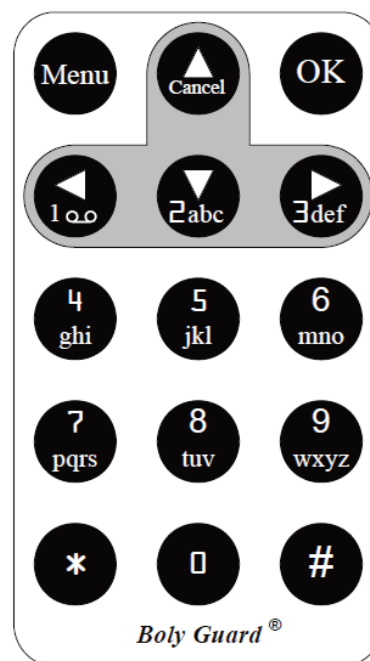 Menu Cancel OK
1 2abc 3def
4 5 6
ghi jkl mno
7 8 9
pqrs tuv wxyz
* 0 #
Boly Guard ®